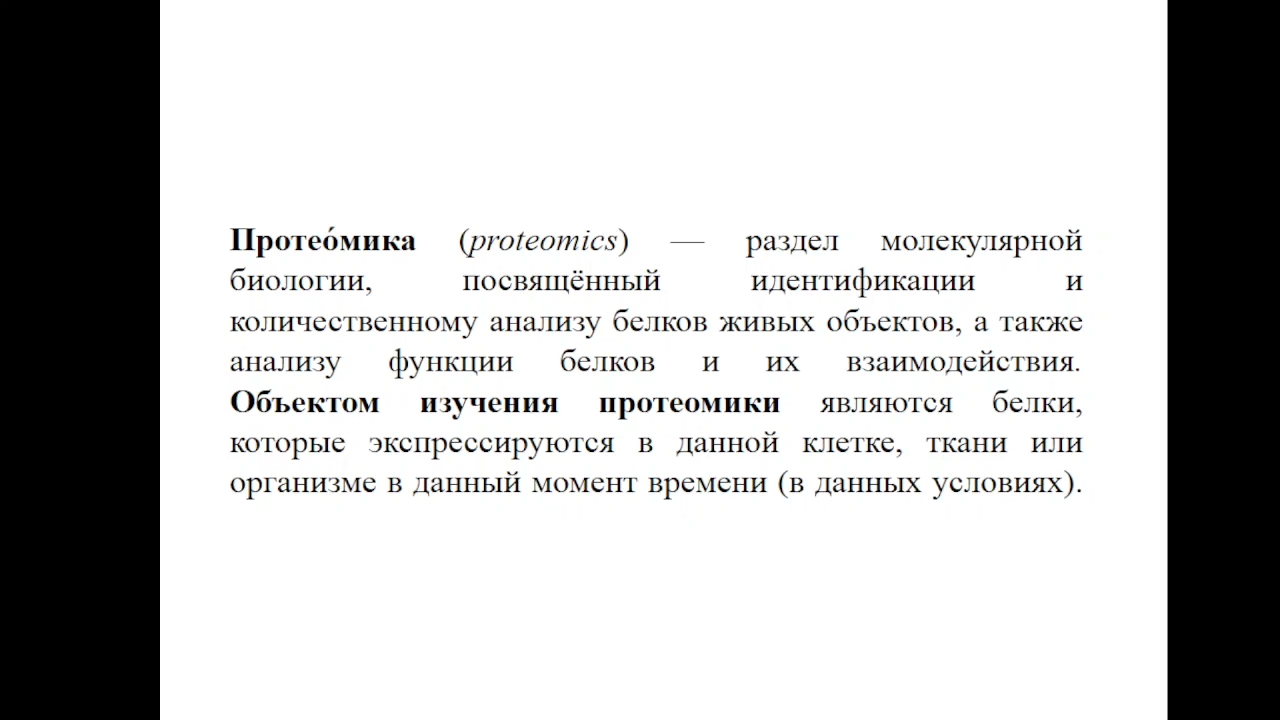 Протео́мика (proteomics) — раздел молекулярной
биологии, посвящённый идентификации и
количественному анализу белков живых объектов, а также
анализу функции белков и их взаимодействия.
Объектом изучения протеомики являются белки,
которые экспрессируются в данной клетке, ткани или
организме в данный момент времени (в данных условиях).